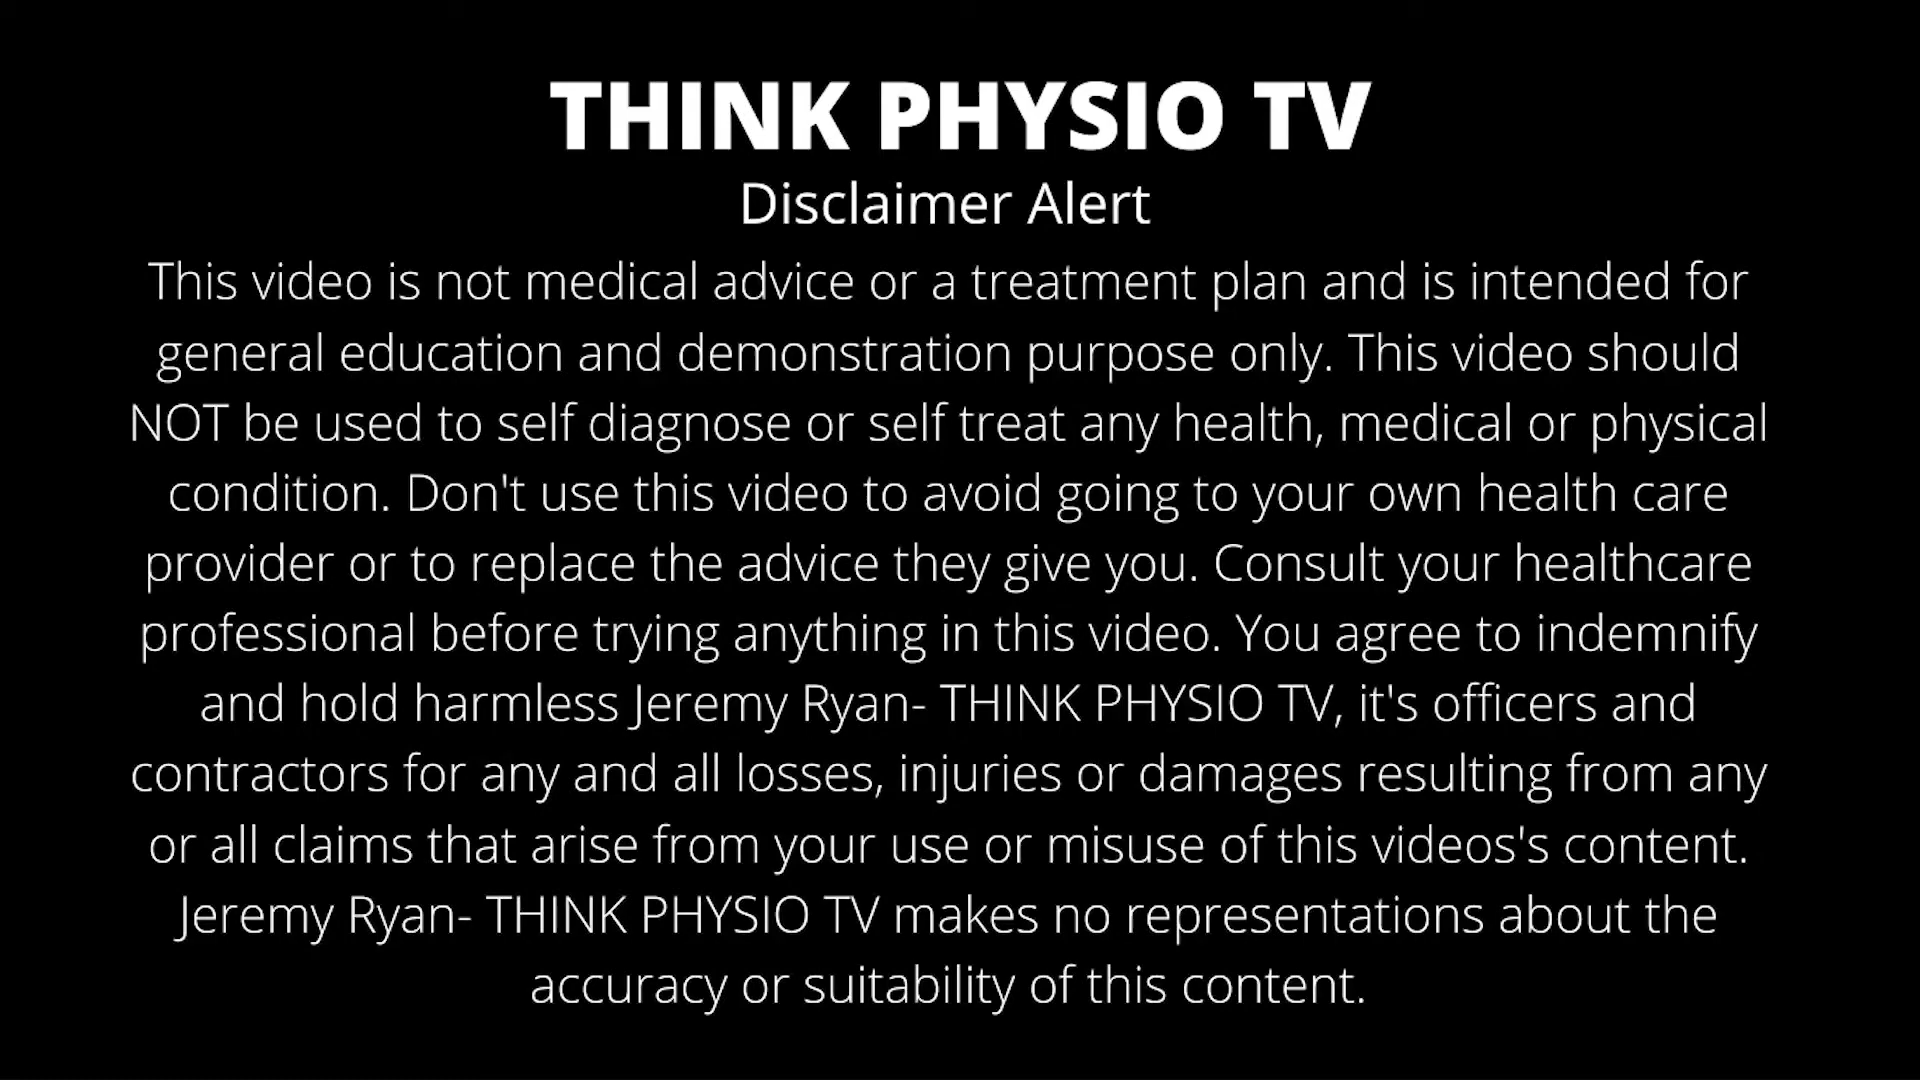 THINK PHYSIO TV
Disclaimer Alert
This video is not medical advice or a treatment plan and is intended for
general education and demonstration purpose only. This video should
NOT be used to self diagnose or self treat any health, medical or physical
condition. Don't use this video to avoid going to your own health care
provider or to replace the advice they give you. Consult your healthcare
professional before trying anything in this video. You agree to indemnify
and hold harmless Jeremy Ryan- THINK PHYSIO TV, it's officers and
contractors for any and all losses, injuries or damages resulting from any
or all claims that arise from your use or misuse of this videos's content.
Jeremy Ryan- THINK PHYSIO TV makes no representations about the
accuracy or suitability of this content.